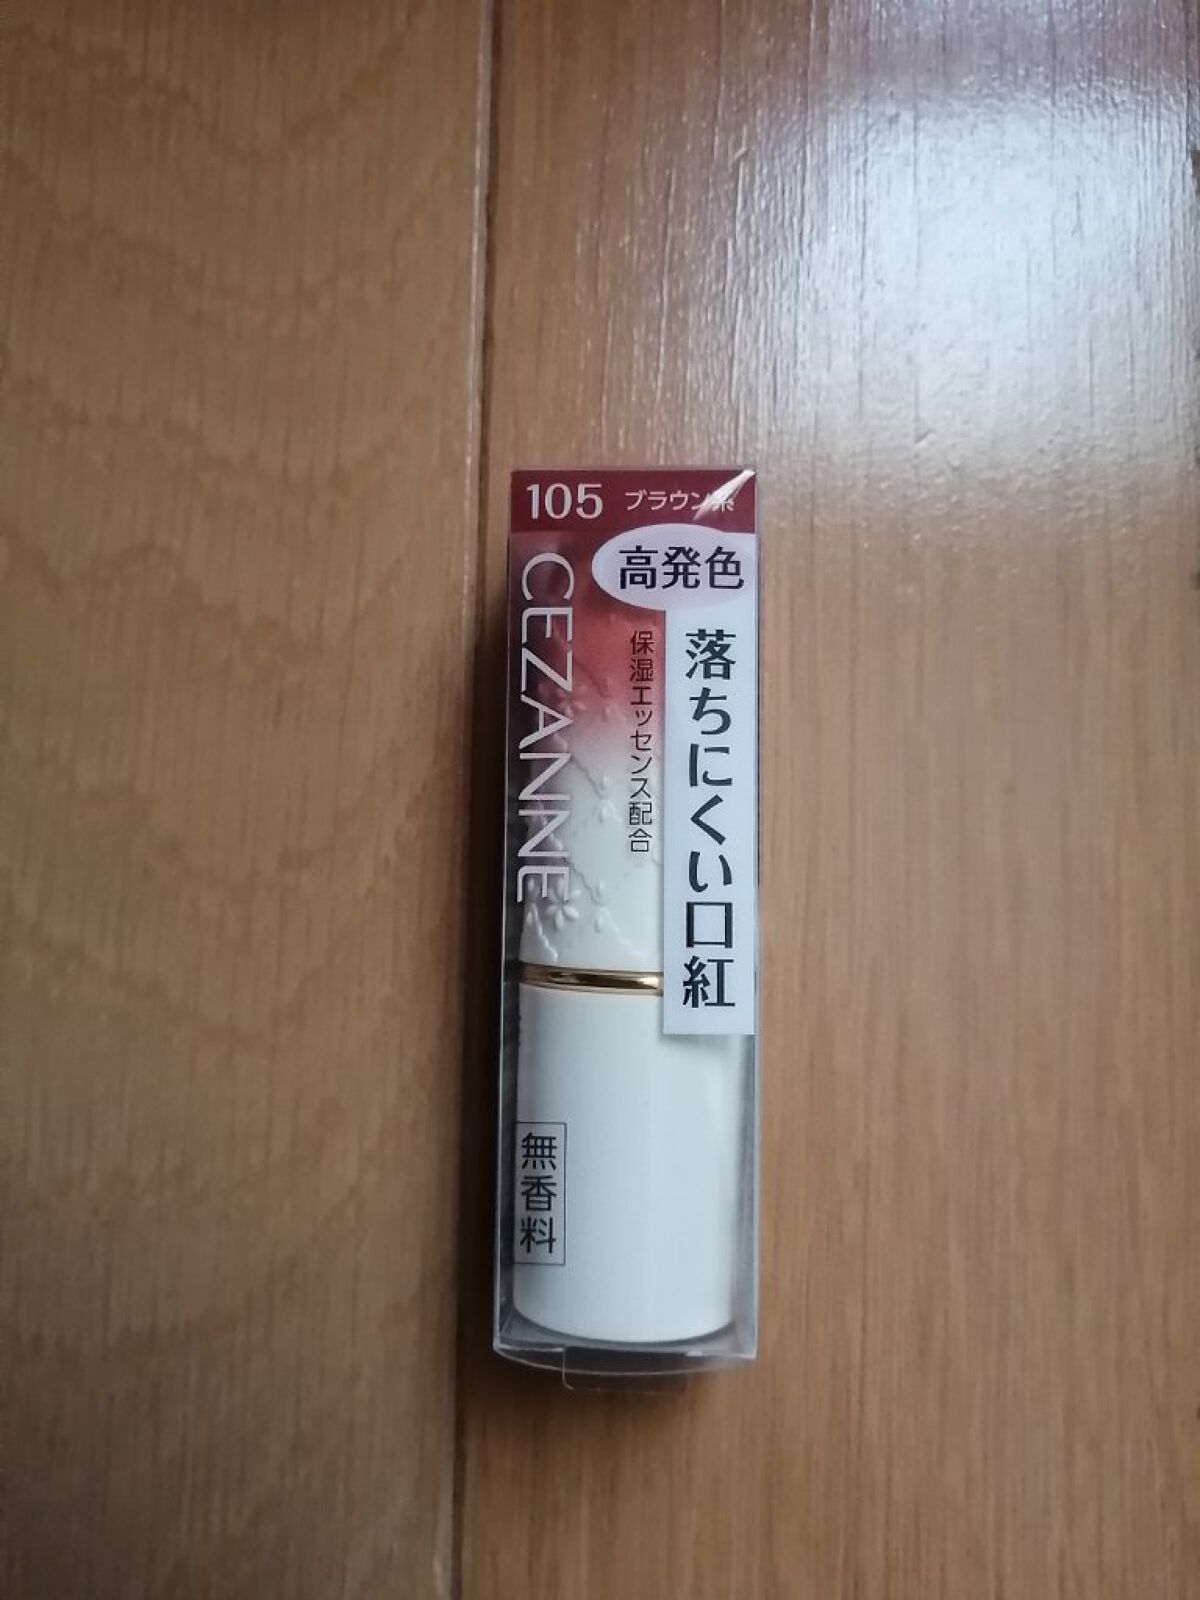 105 ブラウン系
高発色
CEZANNE
落ちにくい口紅
保湿エッセンス配合
無香料